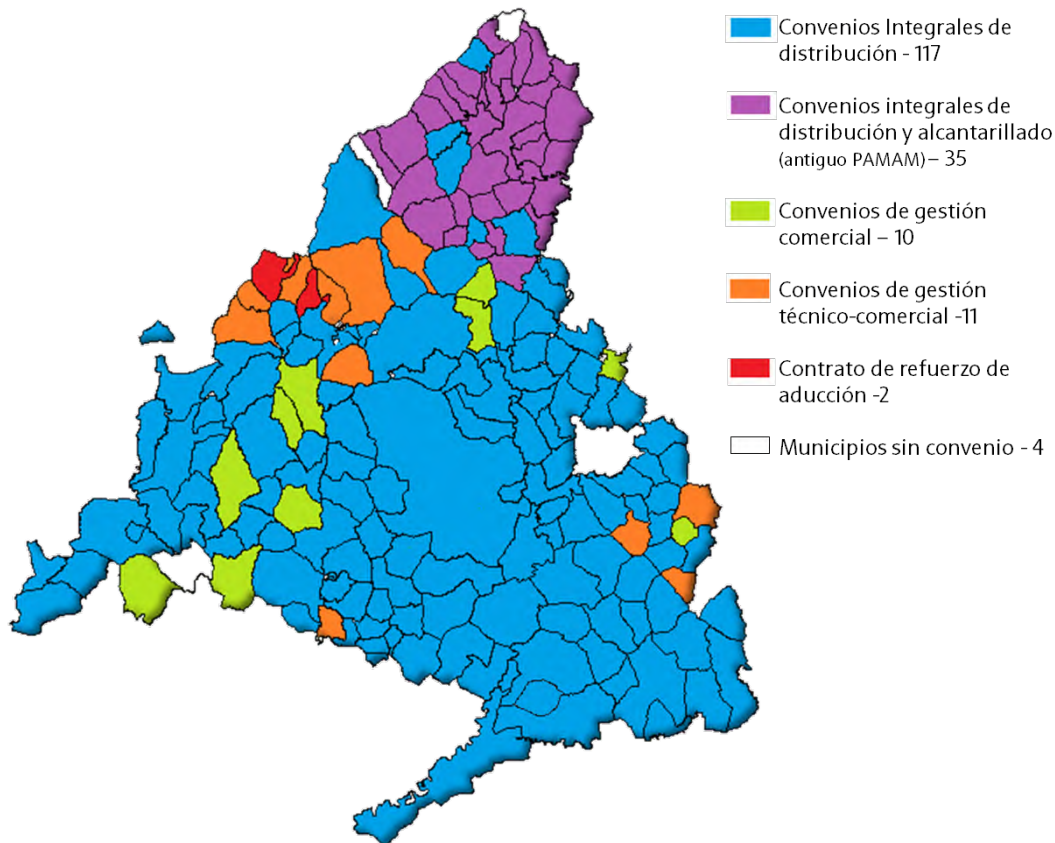 Convenios Integrales de
distribución - 117
Convenios integrales de
distribución y alcantarillado
(antiguo PAMAM) – 35
Convenios de gestión
comercial – 10
Convenios de gestión
técnico-comercial -11
Contrato de refuerzo de
aducción -2
Municipios sin convenio - 4